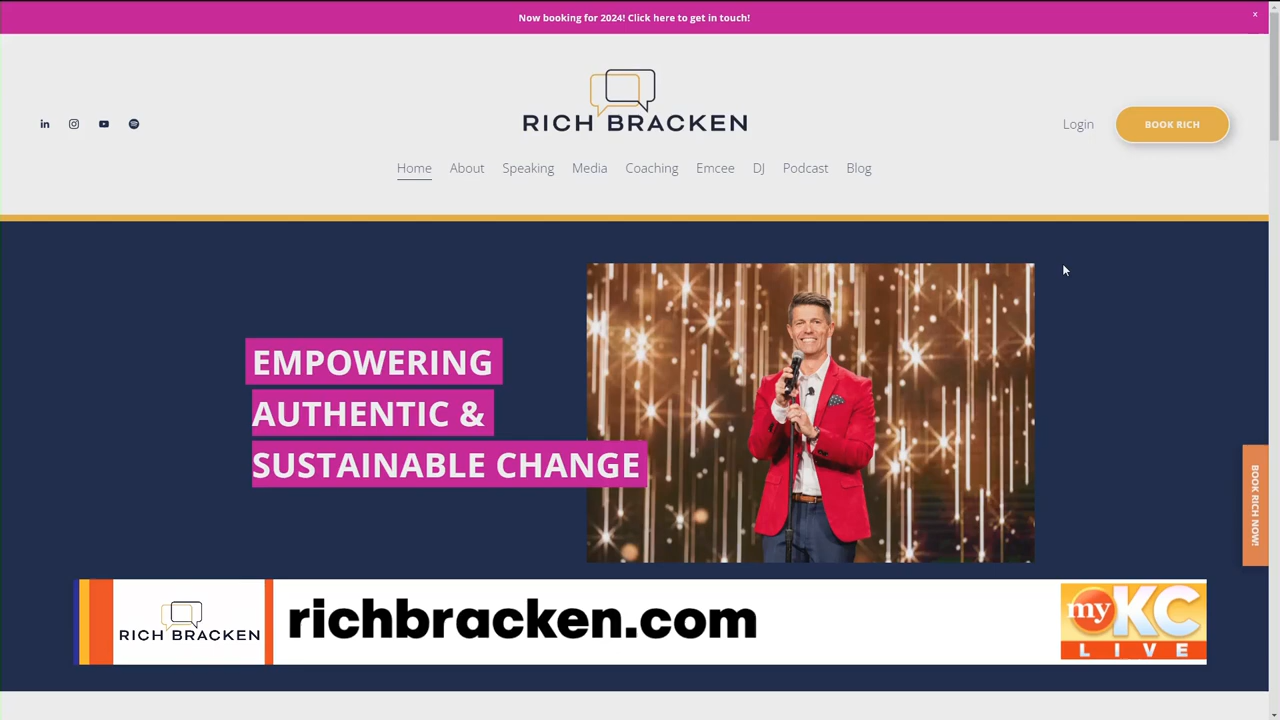 Now booking for 2024! Click here to get in touch!
x
RICH BRACKEN
Login
BOOK RICH
Home About Speaking Media Coaching Emcee DJ Podcast Blog
EMPOWERING
AUTHENTIC &
SUSTAINABLE CHANGE
BOOK RICH NOW!
RICH BRACKEN
richbracken.com
my KC
LIVE